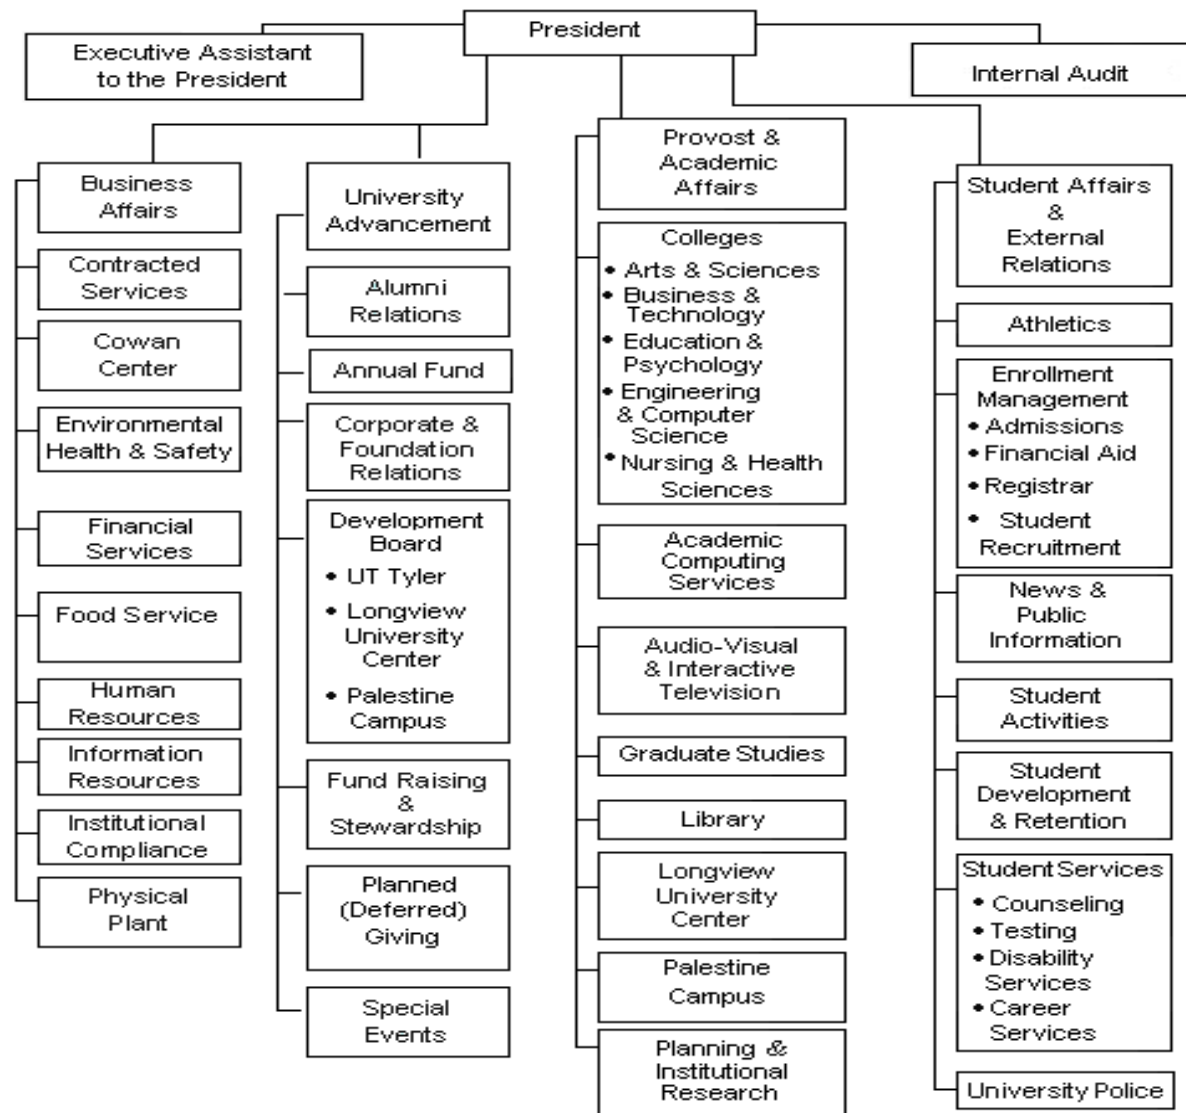 President
Executive Assistant
to the President
Internal Audit
Business
Affairs
Contracted
Services
Cowan
Center
Environmental
Health & Safety
Financial
Services
Food Service
Human
Resources
Information
Resources
Institutional
Compliance
Physical
Plant
University
Advancement
Alumni
Relations
Annual Fund
Corporate &
Foundation
Relations
Development
Board
• UT Tyler
• Longview
University
Center
• Palestine
Campus
Fund Raising
&
Stewardship
Planned
(Deferred)
Giving
Special
Events
Provost &
Academic
Affairs
Colleges
• Arts & Sciences
• Business &
Technology
• Education &
Psychology
• Engineering
& Computer
Science
• Nursing & Health
Sciences
Academic
Computing
Services
Audio-Visual
& Interactive
Television
Graduate Studies
Library
Longview
University
Center
Palestine
Campus
Planning &
Institutional
Research
Student Affairs
&
External
Relations
Athletics
Enrollment
Management
• Admissions
• Financial Aid
• Registrar
• Student
Recruitment
News &
Public
Information
Student
Activities
Student
Development
& Retention
Student Services
• Counseling
• Testing
• Disability
Services
• Career
Services
University Police